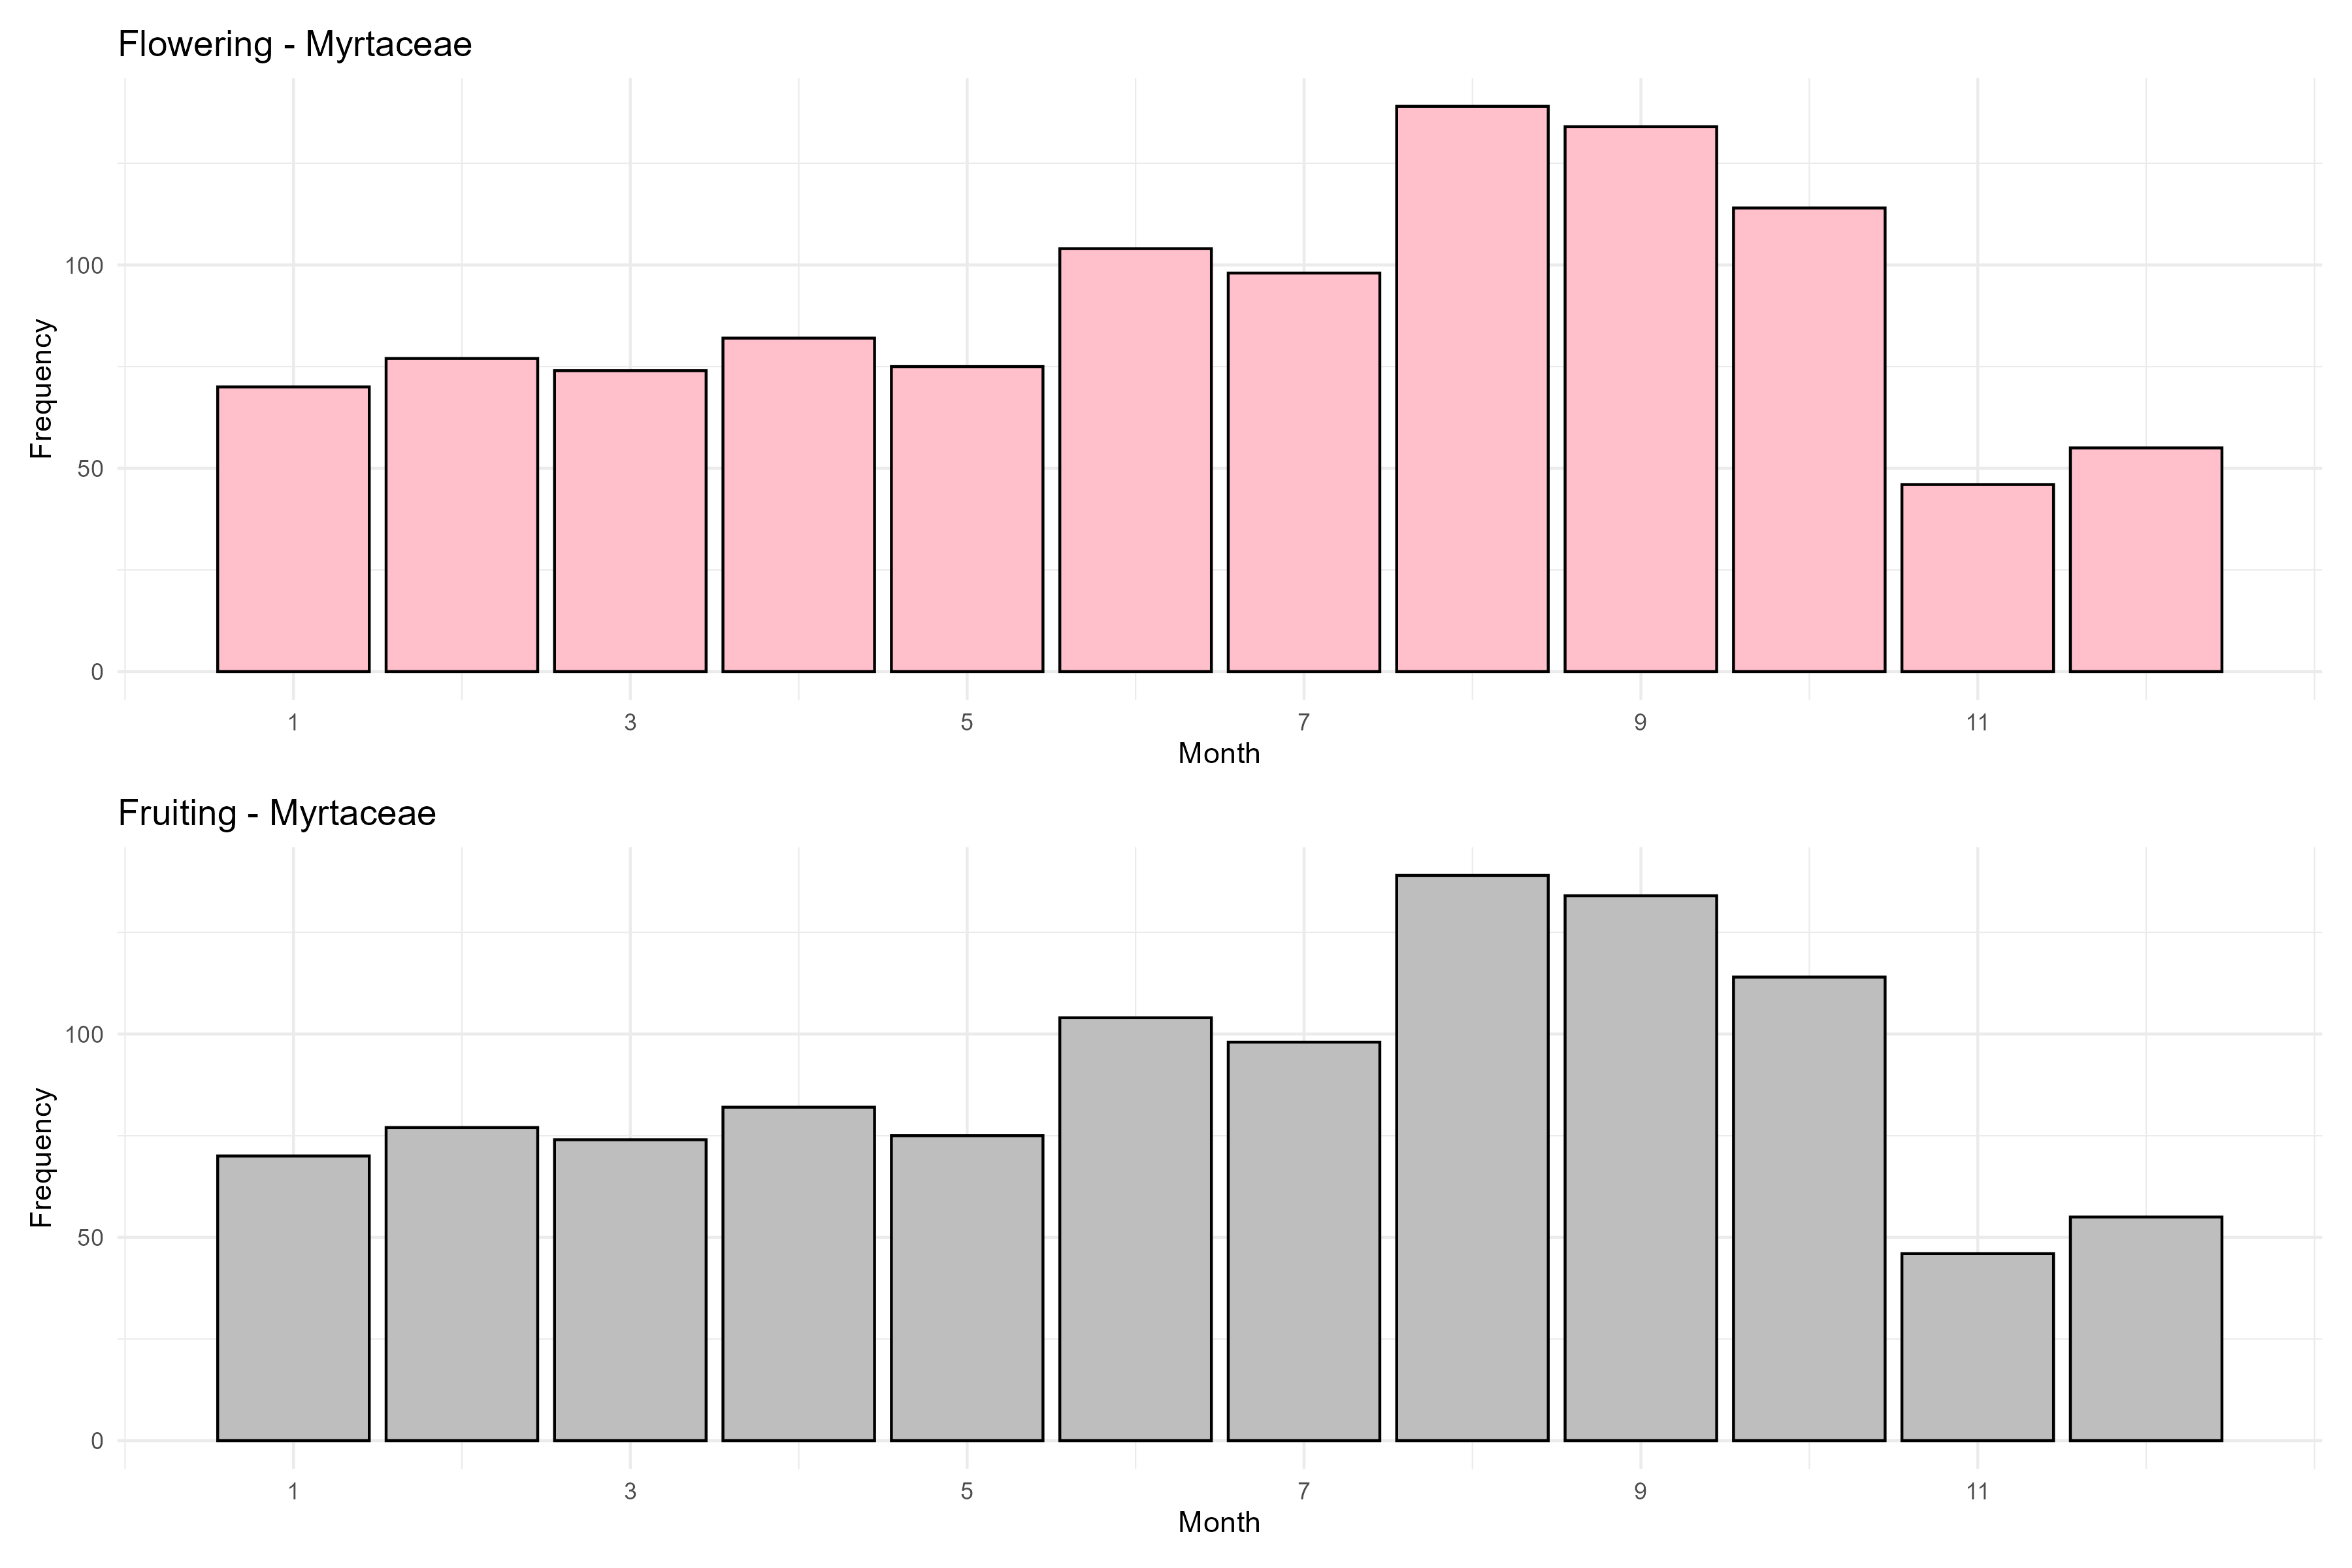 Flowering - Myrtaceae
Frequency
100
50
0
1 3 5 7 9 11
Month
Fruiting - Myrtaceae
Frequency
100
50
0
1 3 5 7 9 11
Month